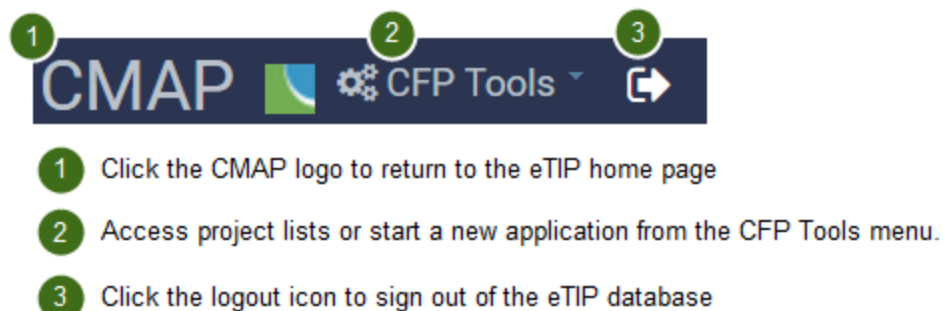 1 2 3
CMAP CFP Tools
1 Click the CMAP logo to return to the eTIP home page
2 Access project lists or start a new application from the CFP Tools menu.
3 Click the logout icon to sign out of the eTIP database